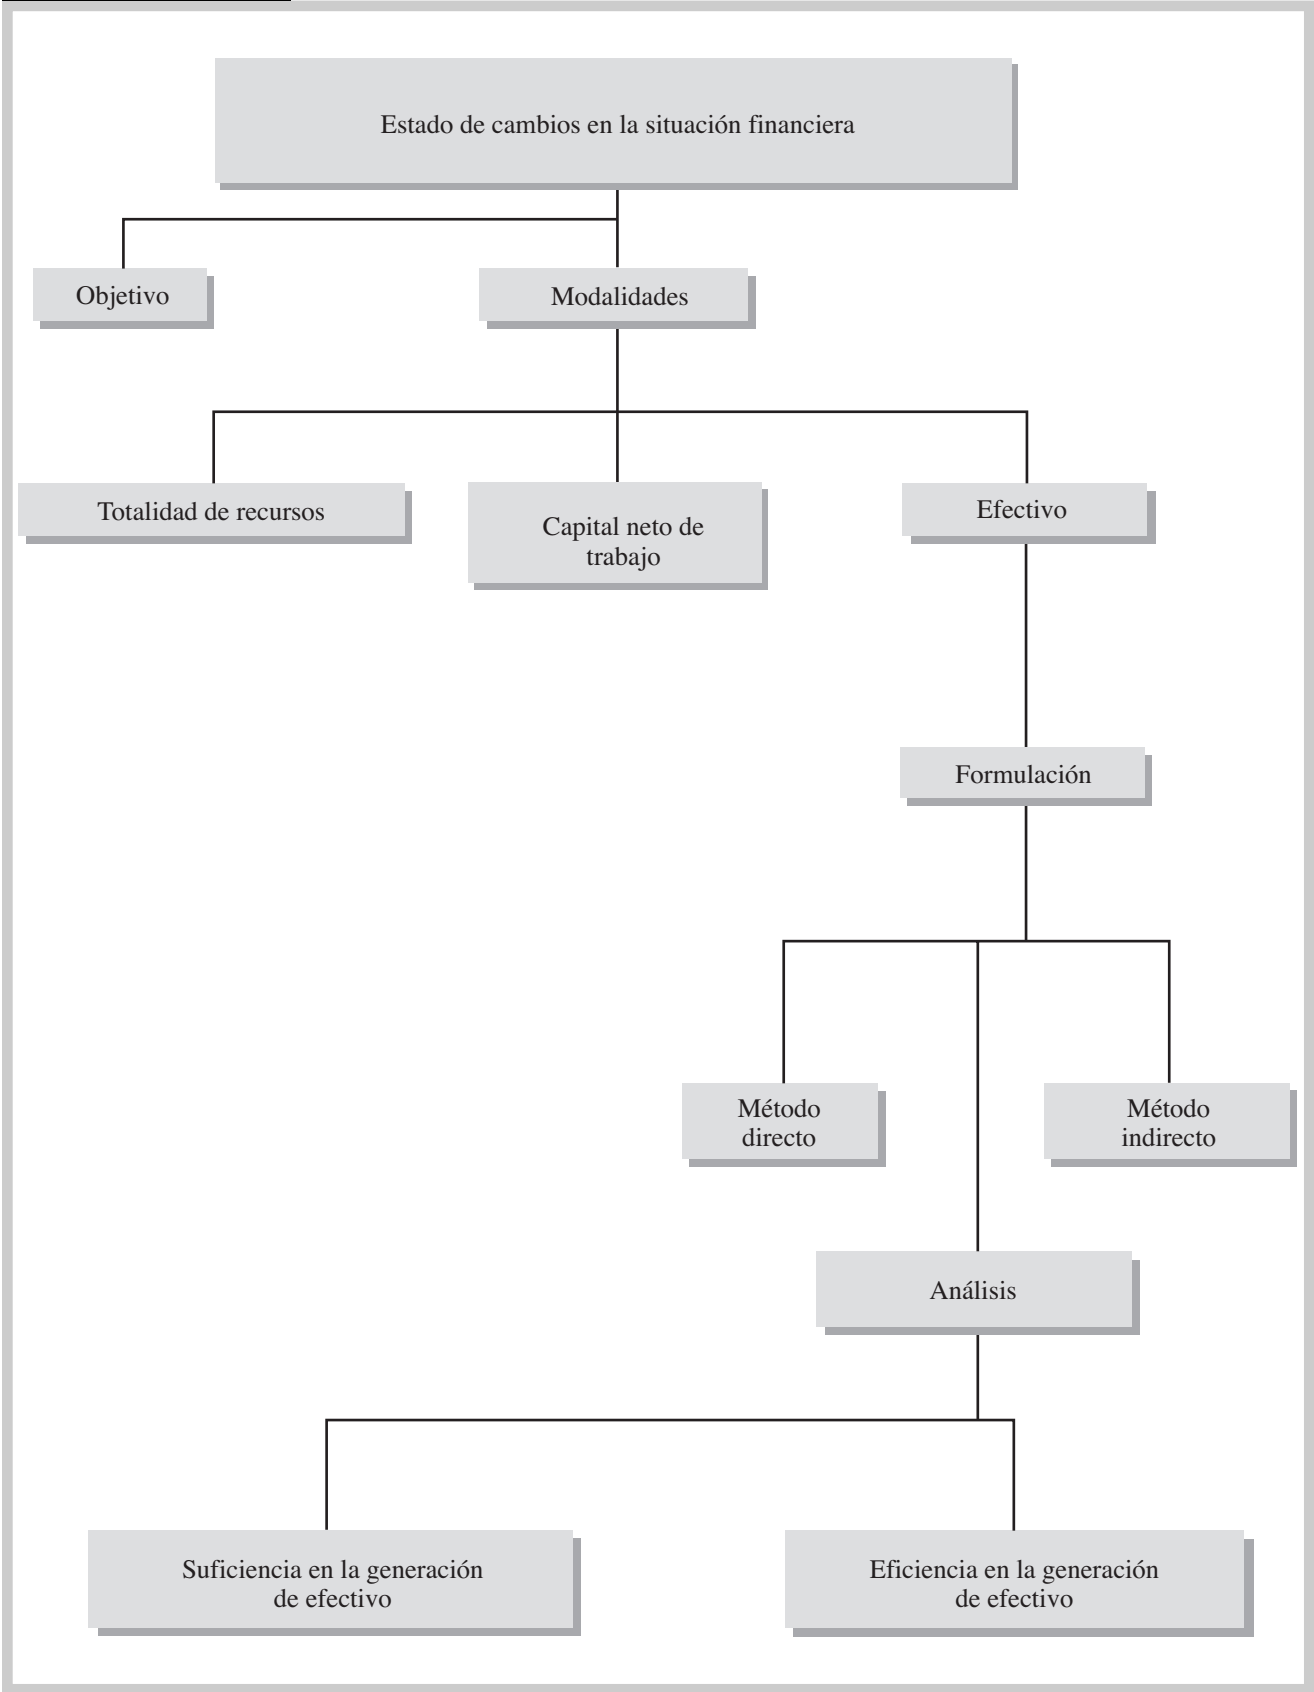 Estado de cambios en la situación financiera
Objetivo
Modalidades
Totalidad de recursos
Capital neto de
trabajo
Efectivo
Formulación
Método
directo
Método
indirecto
Análisis
Suficiencia en la generación
de efectivo
Eficiencia en la generación
de efectivo